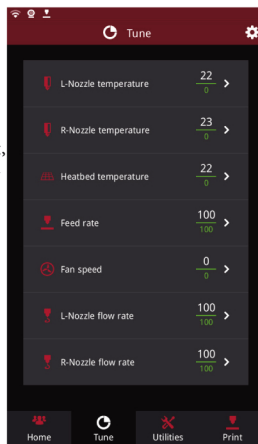 Tune
L-Nozzle temperature 22
0
R-Nozzle temperature 23
0
Heatbed temperature 22
0
Feed rate 100
100
Fan speed 0
0
L-Nozzle flow rate 100
100
R-Nozzle flow rate 100
100
Home Tune Utilities Print